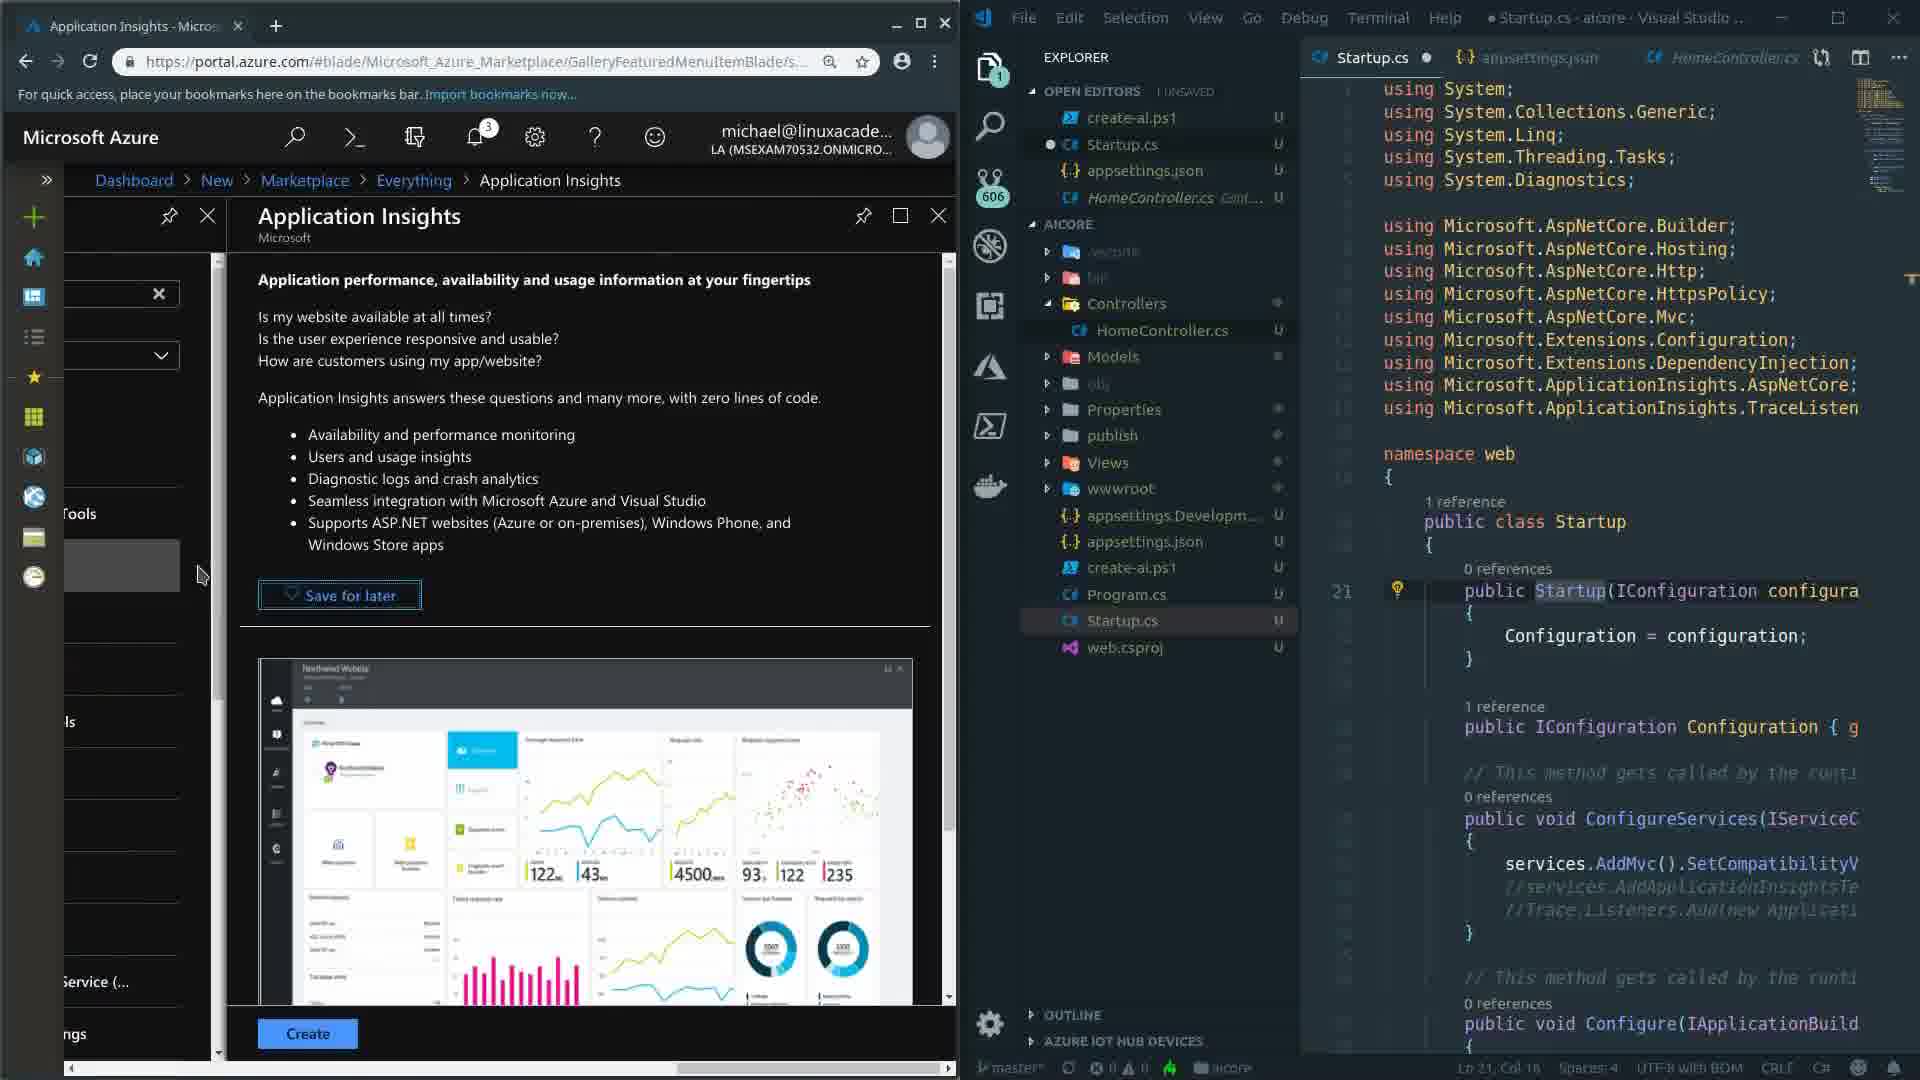 Application Insights - Micros
https://portal.azure.com/#blade/Microsoft_Azure_Marketplace/GalleryFeaturedMenuItemBlade/s...
For quick access, place your bookmarks here on the bookmarks bar. Import bookmarks now...
Microsoft Azure
3
michael@linuxacade...
LA (MSEXAM70532.ONMICRO...
Dashboard > New > Marketplace > Everything > Application Insights
Application Insights
Microsoft
Application performance, availability and usage information at your fingertips
Is my website available at all times?
Is the user experience responsive and usable?
How are customers using my app/website?
Application Insights answers these questions and many more, with zero lines of code.
• Availability and performance monitoring
• Users and usage insights
• Diagnostic logs and crash analytics
• Seamless integration with Microsoft Azure and Visual Studio
• Supports ASP.NET websites (Azure or on-premises), Windows Phone, and
Windows Store apps
Save for later
Tools
ls
ervice (...
ngs
Northwind Website
122
43
4500
93
122
235
Create
File Edit Selection View Go Debug Terminal Help
● Startup.cs - aicore - Visual Studio ...
1
606
EXPLORER
OPEN EDITORS 1 UNSAVED
create-ai.ps1 U
Startup.cs U
appsettings.json U
HomeController.cs Cont... U
AICORE
.vscode
bin
Controllers
HomeController.cs U
Models
obj
Properties
publish
Views
wwwroot
appsettings.Developm... U
appsettings.json U
create-ai.ps1 U
Program.cs U
Startup.cs U
web.csproj U
OUTLINE
AZURE IOT HUB DEVICES
Startup.cs
appsettings.json
HomeController.cs
using System;
using System.Collections.Generic;
using System.Linq;
using System.Threading.Tasks;
using System.Diagnostics;
using Microsoft.AspNetCore.Builder;
using Microsoft.AspNetCore.Hosting;
using Microsoft.AspNetCore.Http;
using Microsoft.AspNetCore.HttpsPolicy;
using Microsoft.AspNetCore.Mvc;
using Microsoft.Extensions.Configuration;
using Microsoft.Extensions.DependencyInjection;
using Microsoft.ApplicationInsights.AspNetCore;
using Microsoft.ApplicationInsights.TraceListen
namespace web
{
1 reference
public class Startup
{
0 references
21 public Startup(IConfiguration configura
{
Configuration = configuration;
}
1 reference
public IConfiguration Configuration { g
// This method gets called by the runti
0 references
public void ConfigureServices(IServiceC
{
services.AddMvc().SetCompatibilityV
//services.AddApplicationInsightsTe
//Trace.Listeners.Add(new Applicati
}
// This method gets called by the runti
0 references
public void Configure(IApplicationBuild
{
master* 0 0 aicore
Ln 21, Col 16 Spaces: 4 UTF-8 with BOM CRLF C#